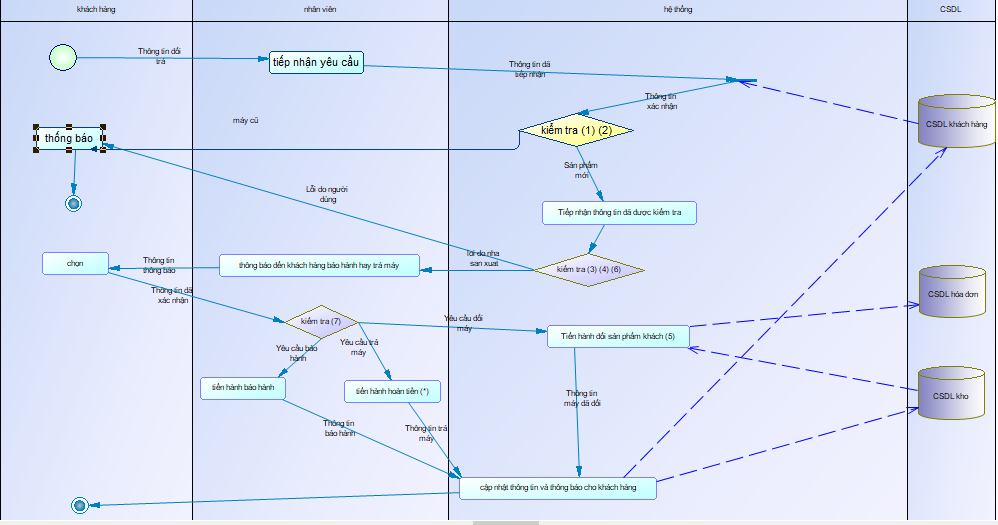 khách hàng
nhân viên
hệ thống
CSDL
Thông tin đổi
trả
tiếp nhận yêu cầu
Thông tin đã
tiếp nhận
Thông tin
xác nhận
máy cũ
kiểm tra (1) (2)
CSDL khách hàng
thông báo
Sản phẩm
mới
Lỗi do người
dùng
Tiếp nhận thông tin đã được kiểm tra
lỗi do nha
san xuat
chọn
Thông tin
thông báo
thông báo đến khách hàng bảo hành hay trả máy
kiểm tra (3) (4) (6)
Thông tin đã
xác nhận
CSDL hóa đơn
kiểm tra (7)
Yêu cầu đổi
máy
Tiến hành đổi sản phẩm khách (5)
Yêu cầu bảo
hành
Yêu cầu trả
máy
tiến hành bảo hành
tiến hành hoàn tiền (*)
Thông tin
máy đã đổi
CSDL kho
Thông tin
bảo hành
Thông tin trả
máy
cập nhật thông tin và thông báo cho khách hàng